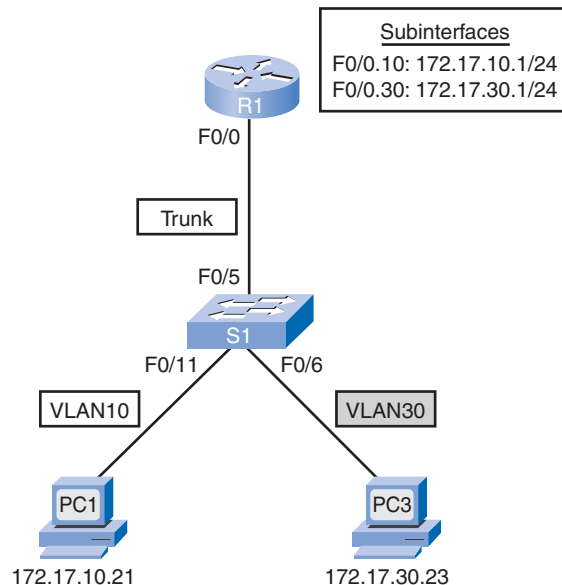 Subinterfaces
F0/0.10: 172.17.10.1/24
F0/0.30: 172.17.30.1/24
R1
F0/0
Trunk
F0/5
S1
F0/11
F0/6
VLAN10
VLAN30
PC1
PC3
172.17.10.21
172.17.30.23